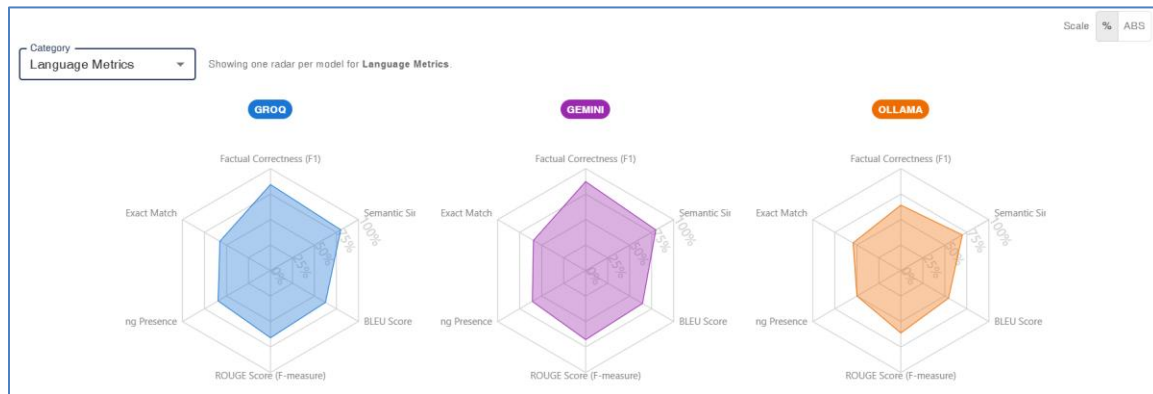 Scale % ABS
Category
Language Metrics
Showing one radar per model for Language Metrics.
GROQ
GEMINI
OLLAMA
Factual Correctness (F1)
Factual Correctness (F1)
Factual Correctness (F1)
Exact Match
Semantic Sir
Exact Match
Semantic Sir
Exact Match
Semantic Sir
100%
75%
50%
25%
0%
100%
75%
50%
25%
0%
100%
75%
50%
25%
0%
ng Presence
BLEU Score
ng Presence
BLEU Score
ng Presence
BLEU Score
ROUGE Score (F-measure)
ROUGE Score (F-measure)
ROUGE Score (F-measure)